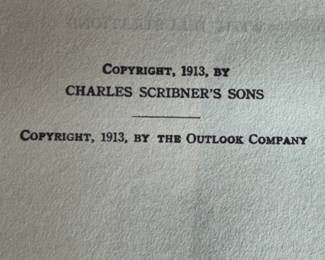 COPYRIGHT, 1913, BY
CHARLES SCRIBNER'S SONS
COPYRIGHT, 1913, BY THE OUTLOOK COMPANY